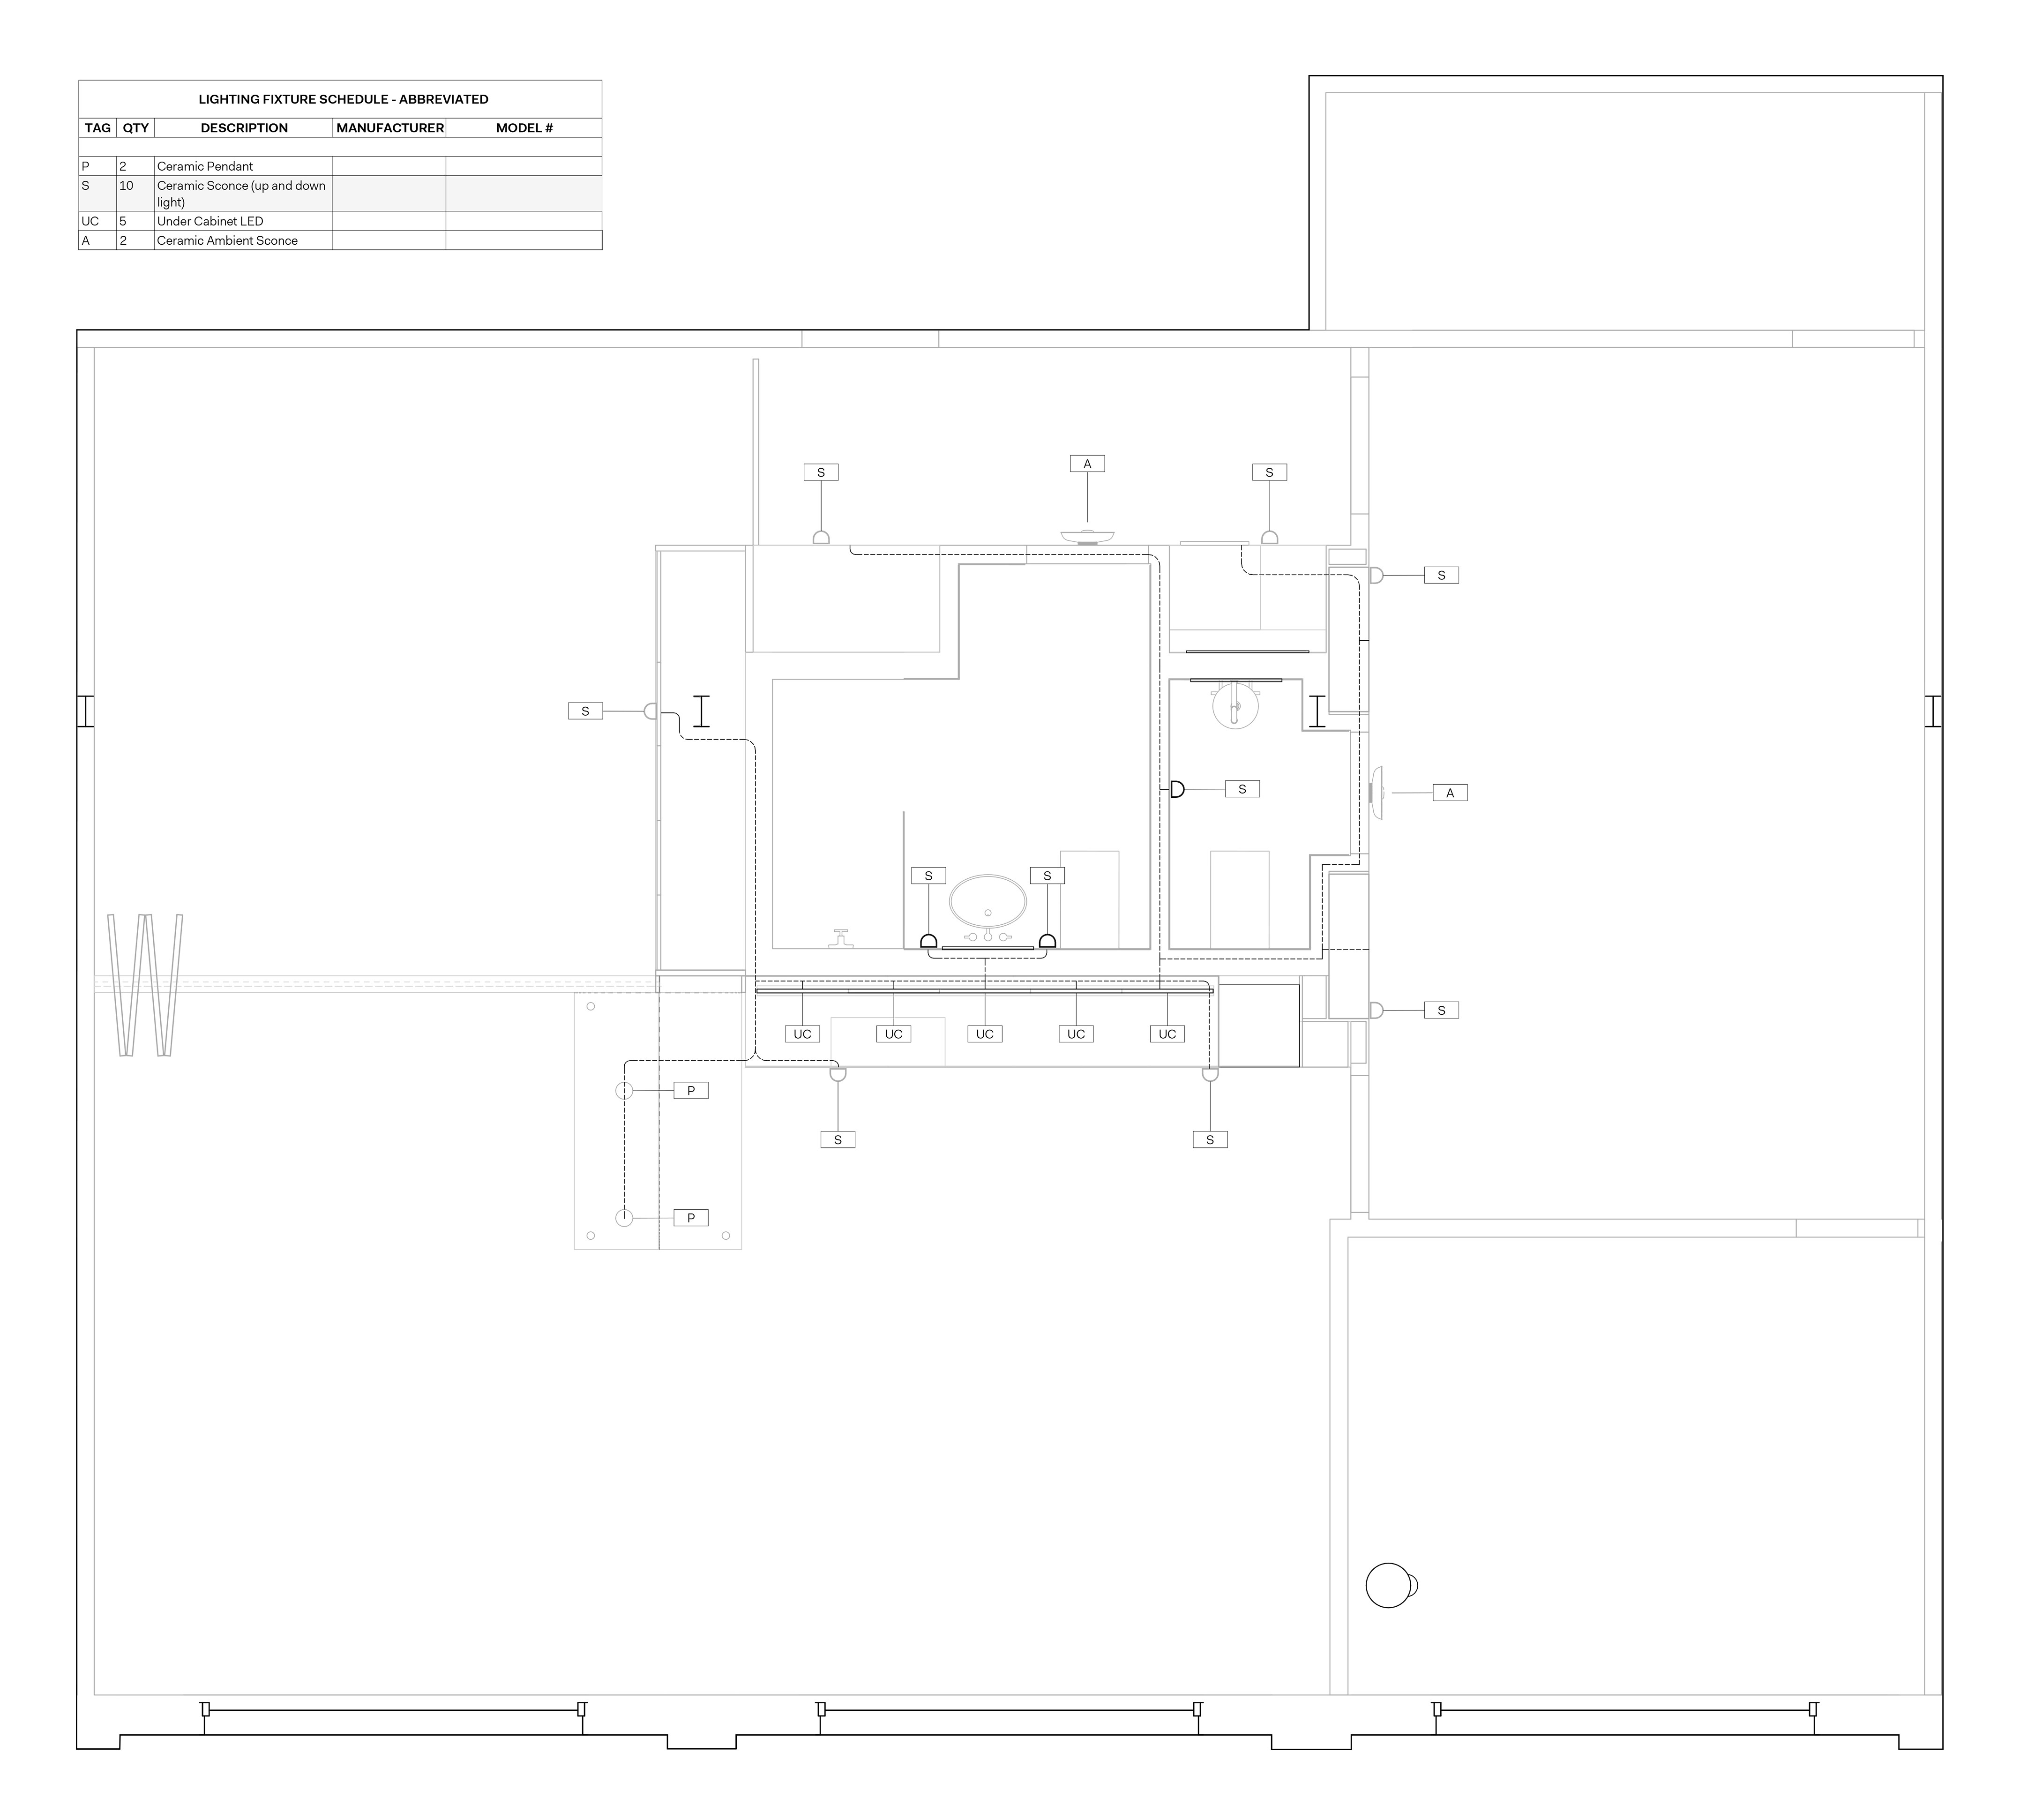 LIGHTING FIXTURE SCHEDULE - ABBREVIATED
TAG QTY DESCRIPTION MANUFACTURER MODEL #
P 2 Ceramic Pendant
S 10 Ceramic Sconce (up and down
light)
UC 5 Under Cabinet LED
A 2 Ceramic Ambient Sconce
A
S S
S
S
S
A
S S
S
UC UC UC UC UC
P
S S
P